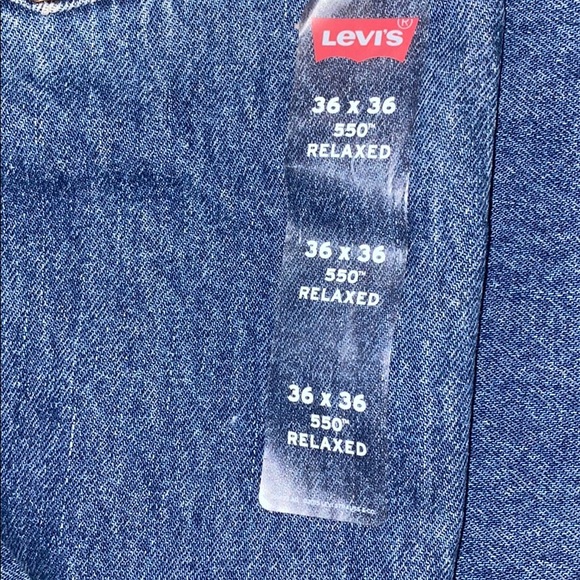 LEVI'S®
36 x 36
550™
RELAXED
36 x 36
550™
RELAXED
36 x 36
550™
RELAXED